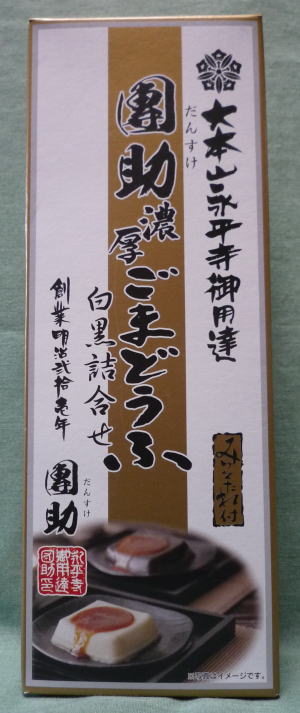 大本山永平寺御用達
だんすけ
團助
濃厚
ごまどうふ
白黒詰合せ
創業明治弐拾壱年
だんすけ
團助
みそだれ付
永平寺
御用達
團助印
※写真はイメージです。